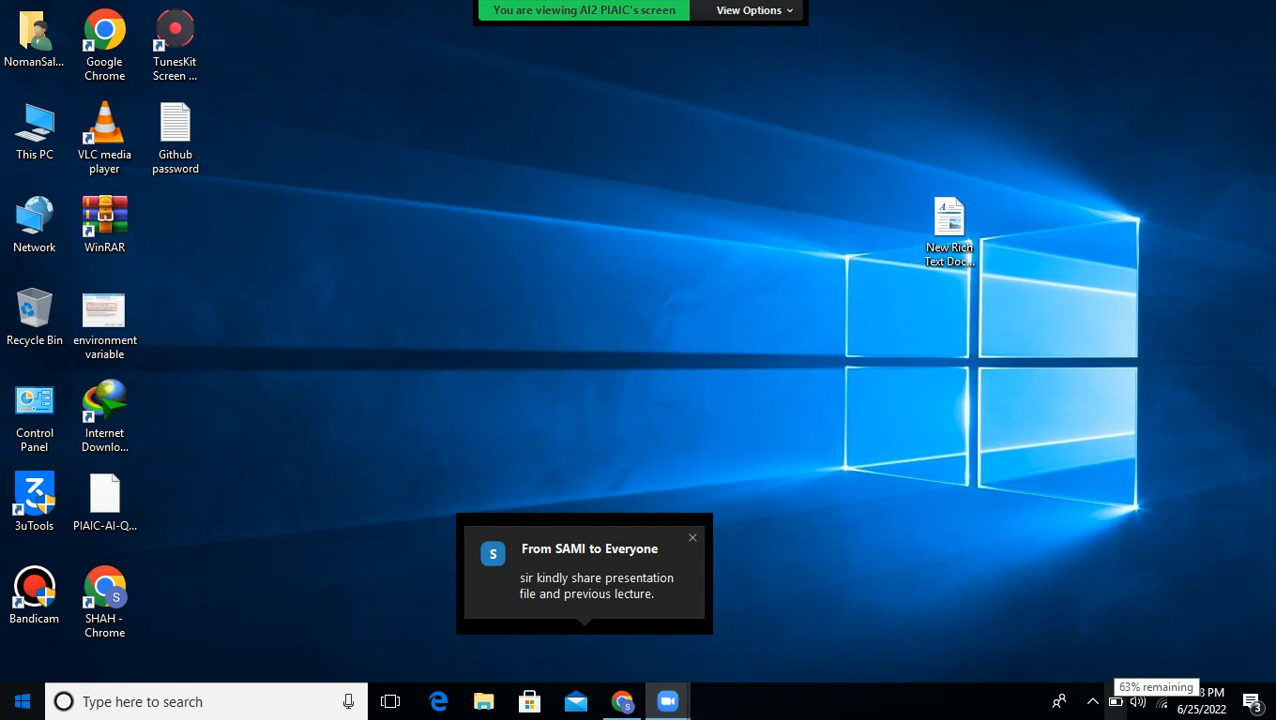 You are viewing AI2 PIAIC's screen
View Options
NomanSal...
Google
Chrome
TunesKit
Screen ...
This PC
VLC media
player
Github
password
Network
WinRAR
New Rich
Text Doc...
Recycle Bin
environment
variable
Control
Panel
Internet
Downlo...
3uTools
PIAIC-AI-Q...
Bandicam
SHAH -
Chrome
S
From SAMI to Everyone
sir kindly share presentation
file and previous lecture.
Type here to search
63% remaining
PM
6/25/2022
3